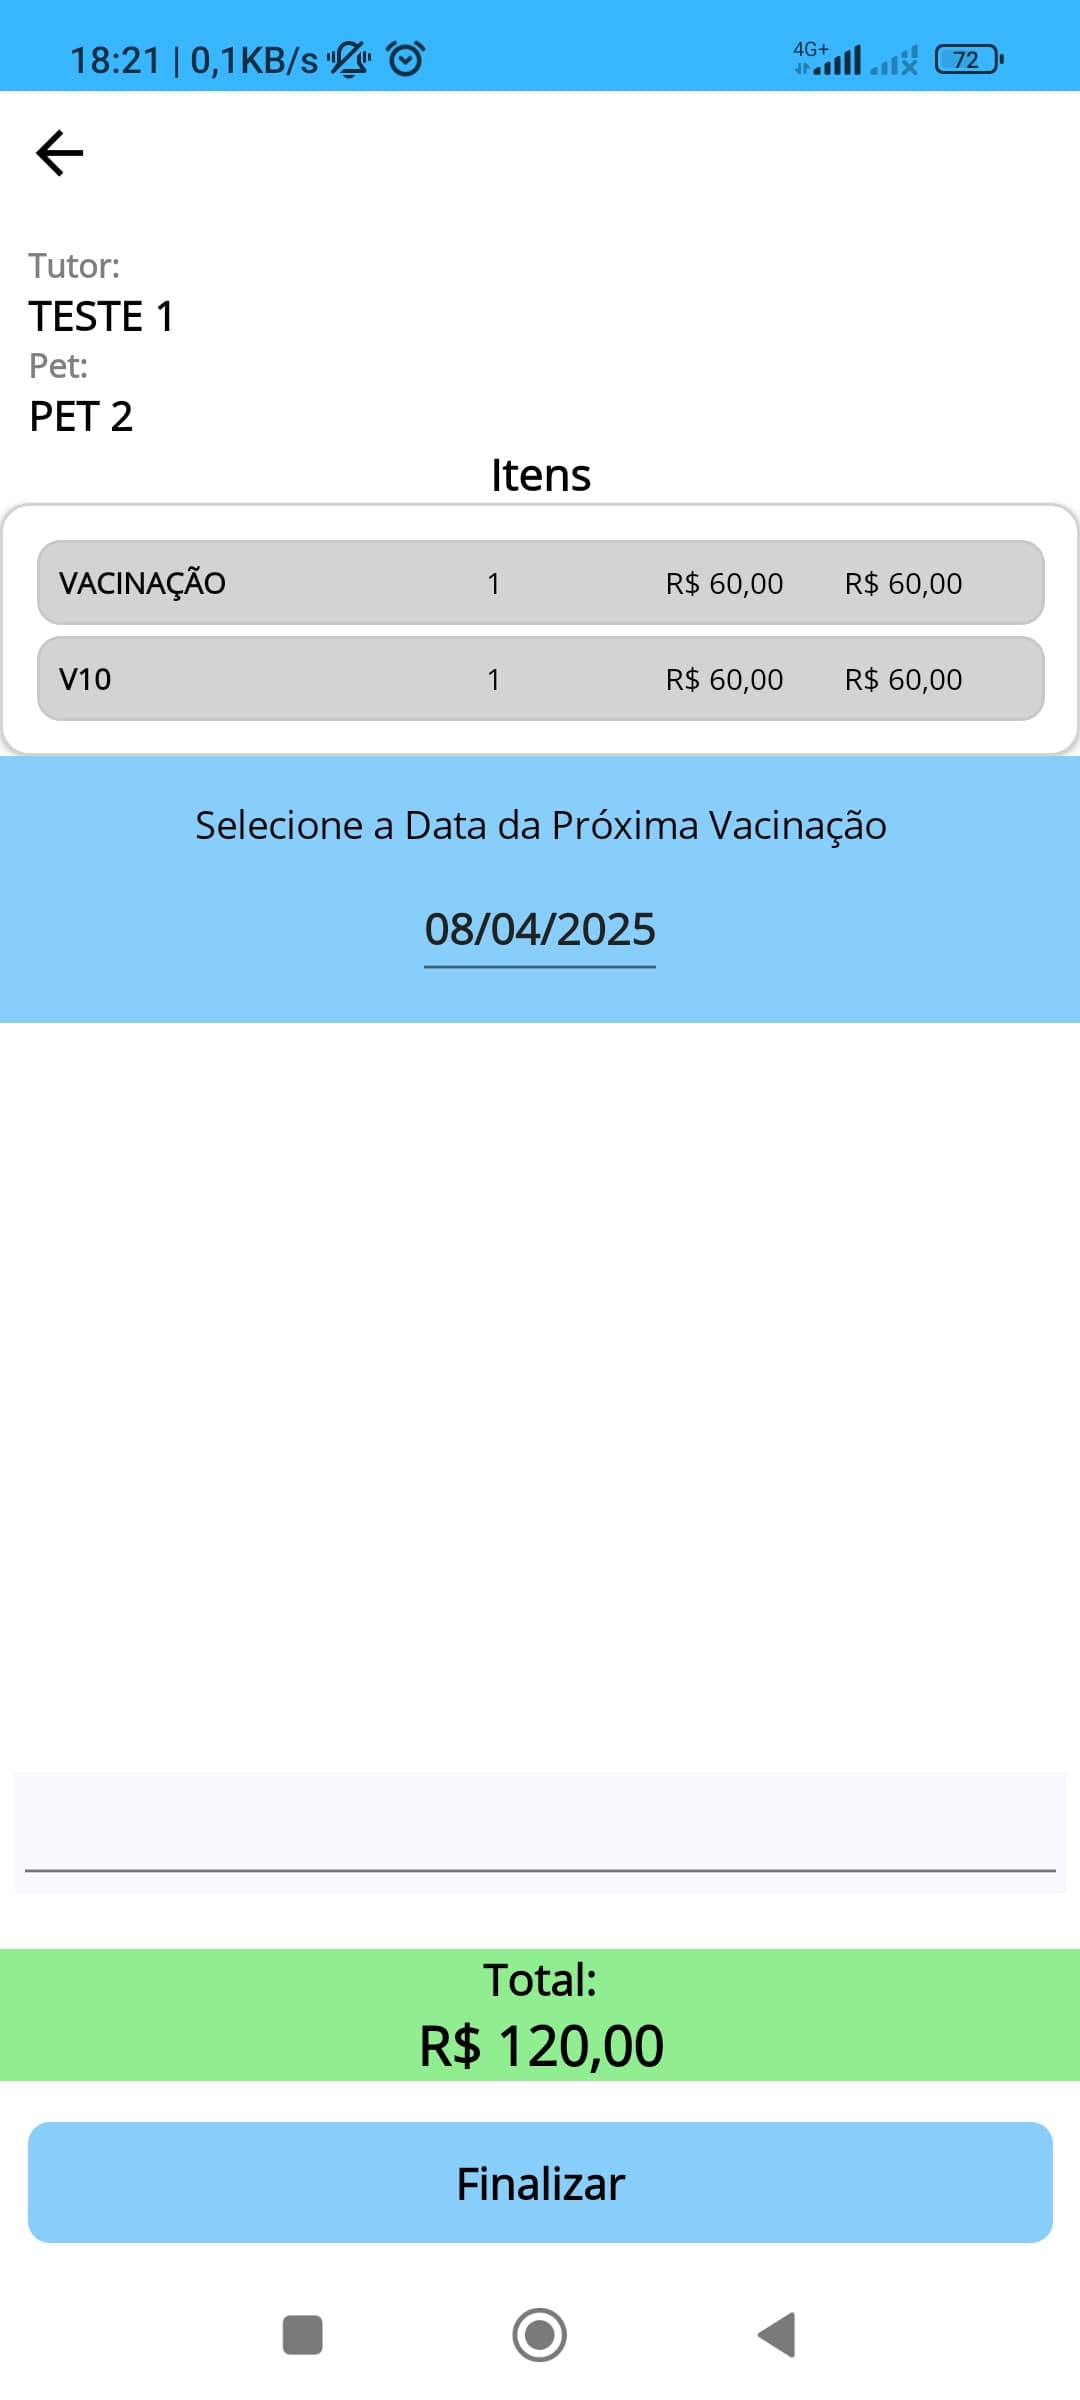 18:21 | 0,1KB/s 4G+ 72
Tutor:
TESTE 1
Pet:
PET 2
Itens
VACINAÇÃO 1 R$ 60,00 R$ 60,00
V10 1 R$ 60,00 R$ 60,00
Selecione a Data da Próxima Vacinação
08/04/2025
Total:
R$ 120,00
Finalizar